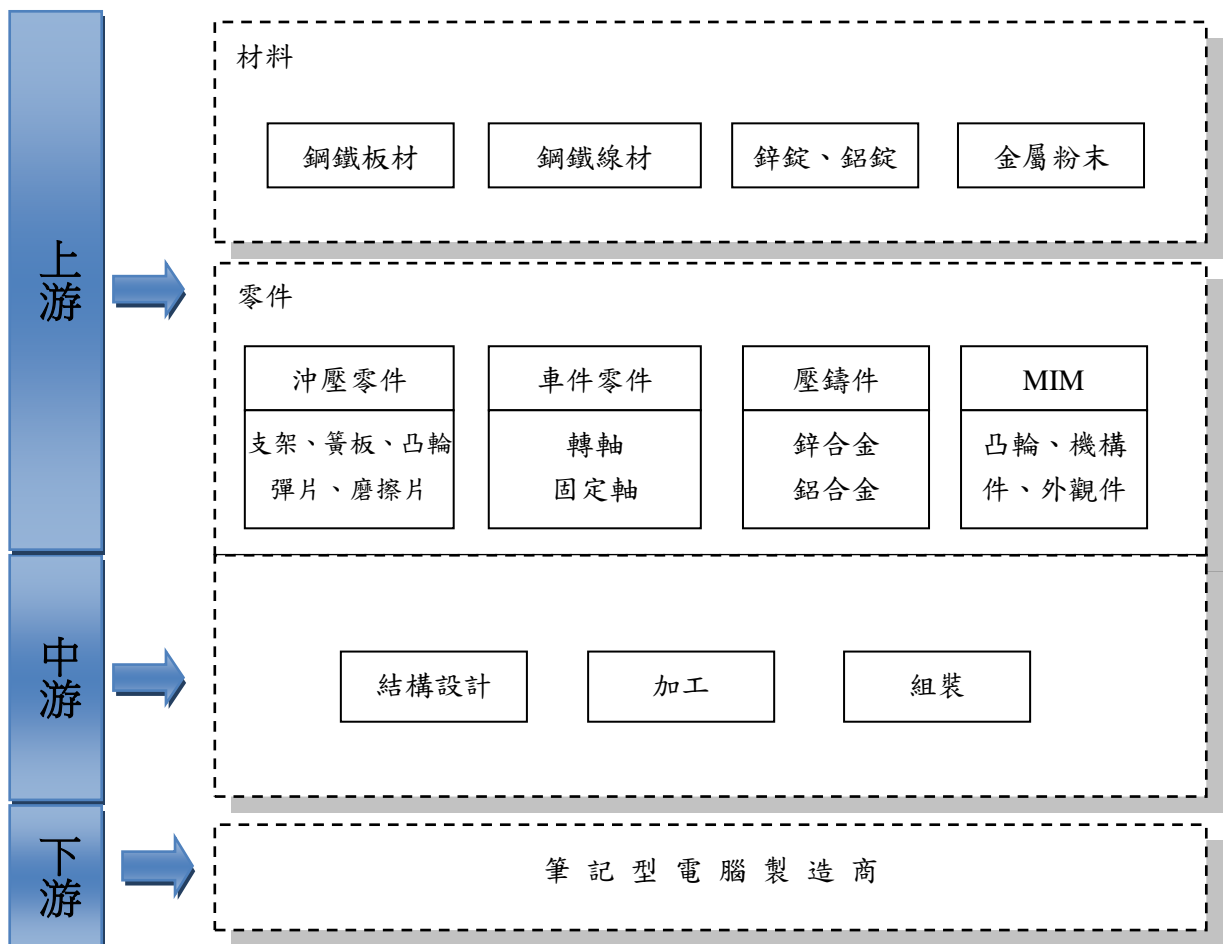 上游
材料
鋼鐵板材
鋼鐵線材
鋅錠、鋁錠
金屬粉末
零件
沖壓零件
支架、簧板、凸輪
彈片、磨擦片
車件零件
轉軸
固定軸
壓鑄件
鋅合金
鋁合金
MIM
凸輪、機構
件、外觀件
中游
結構設計
加工
組裝
下游
筆記型電腦製造商